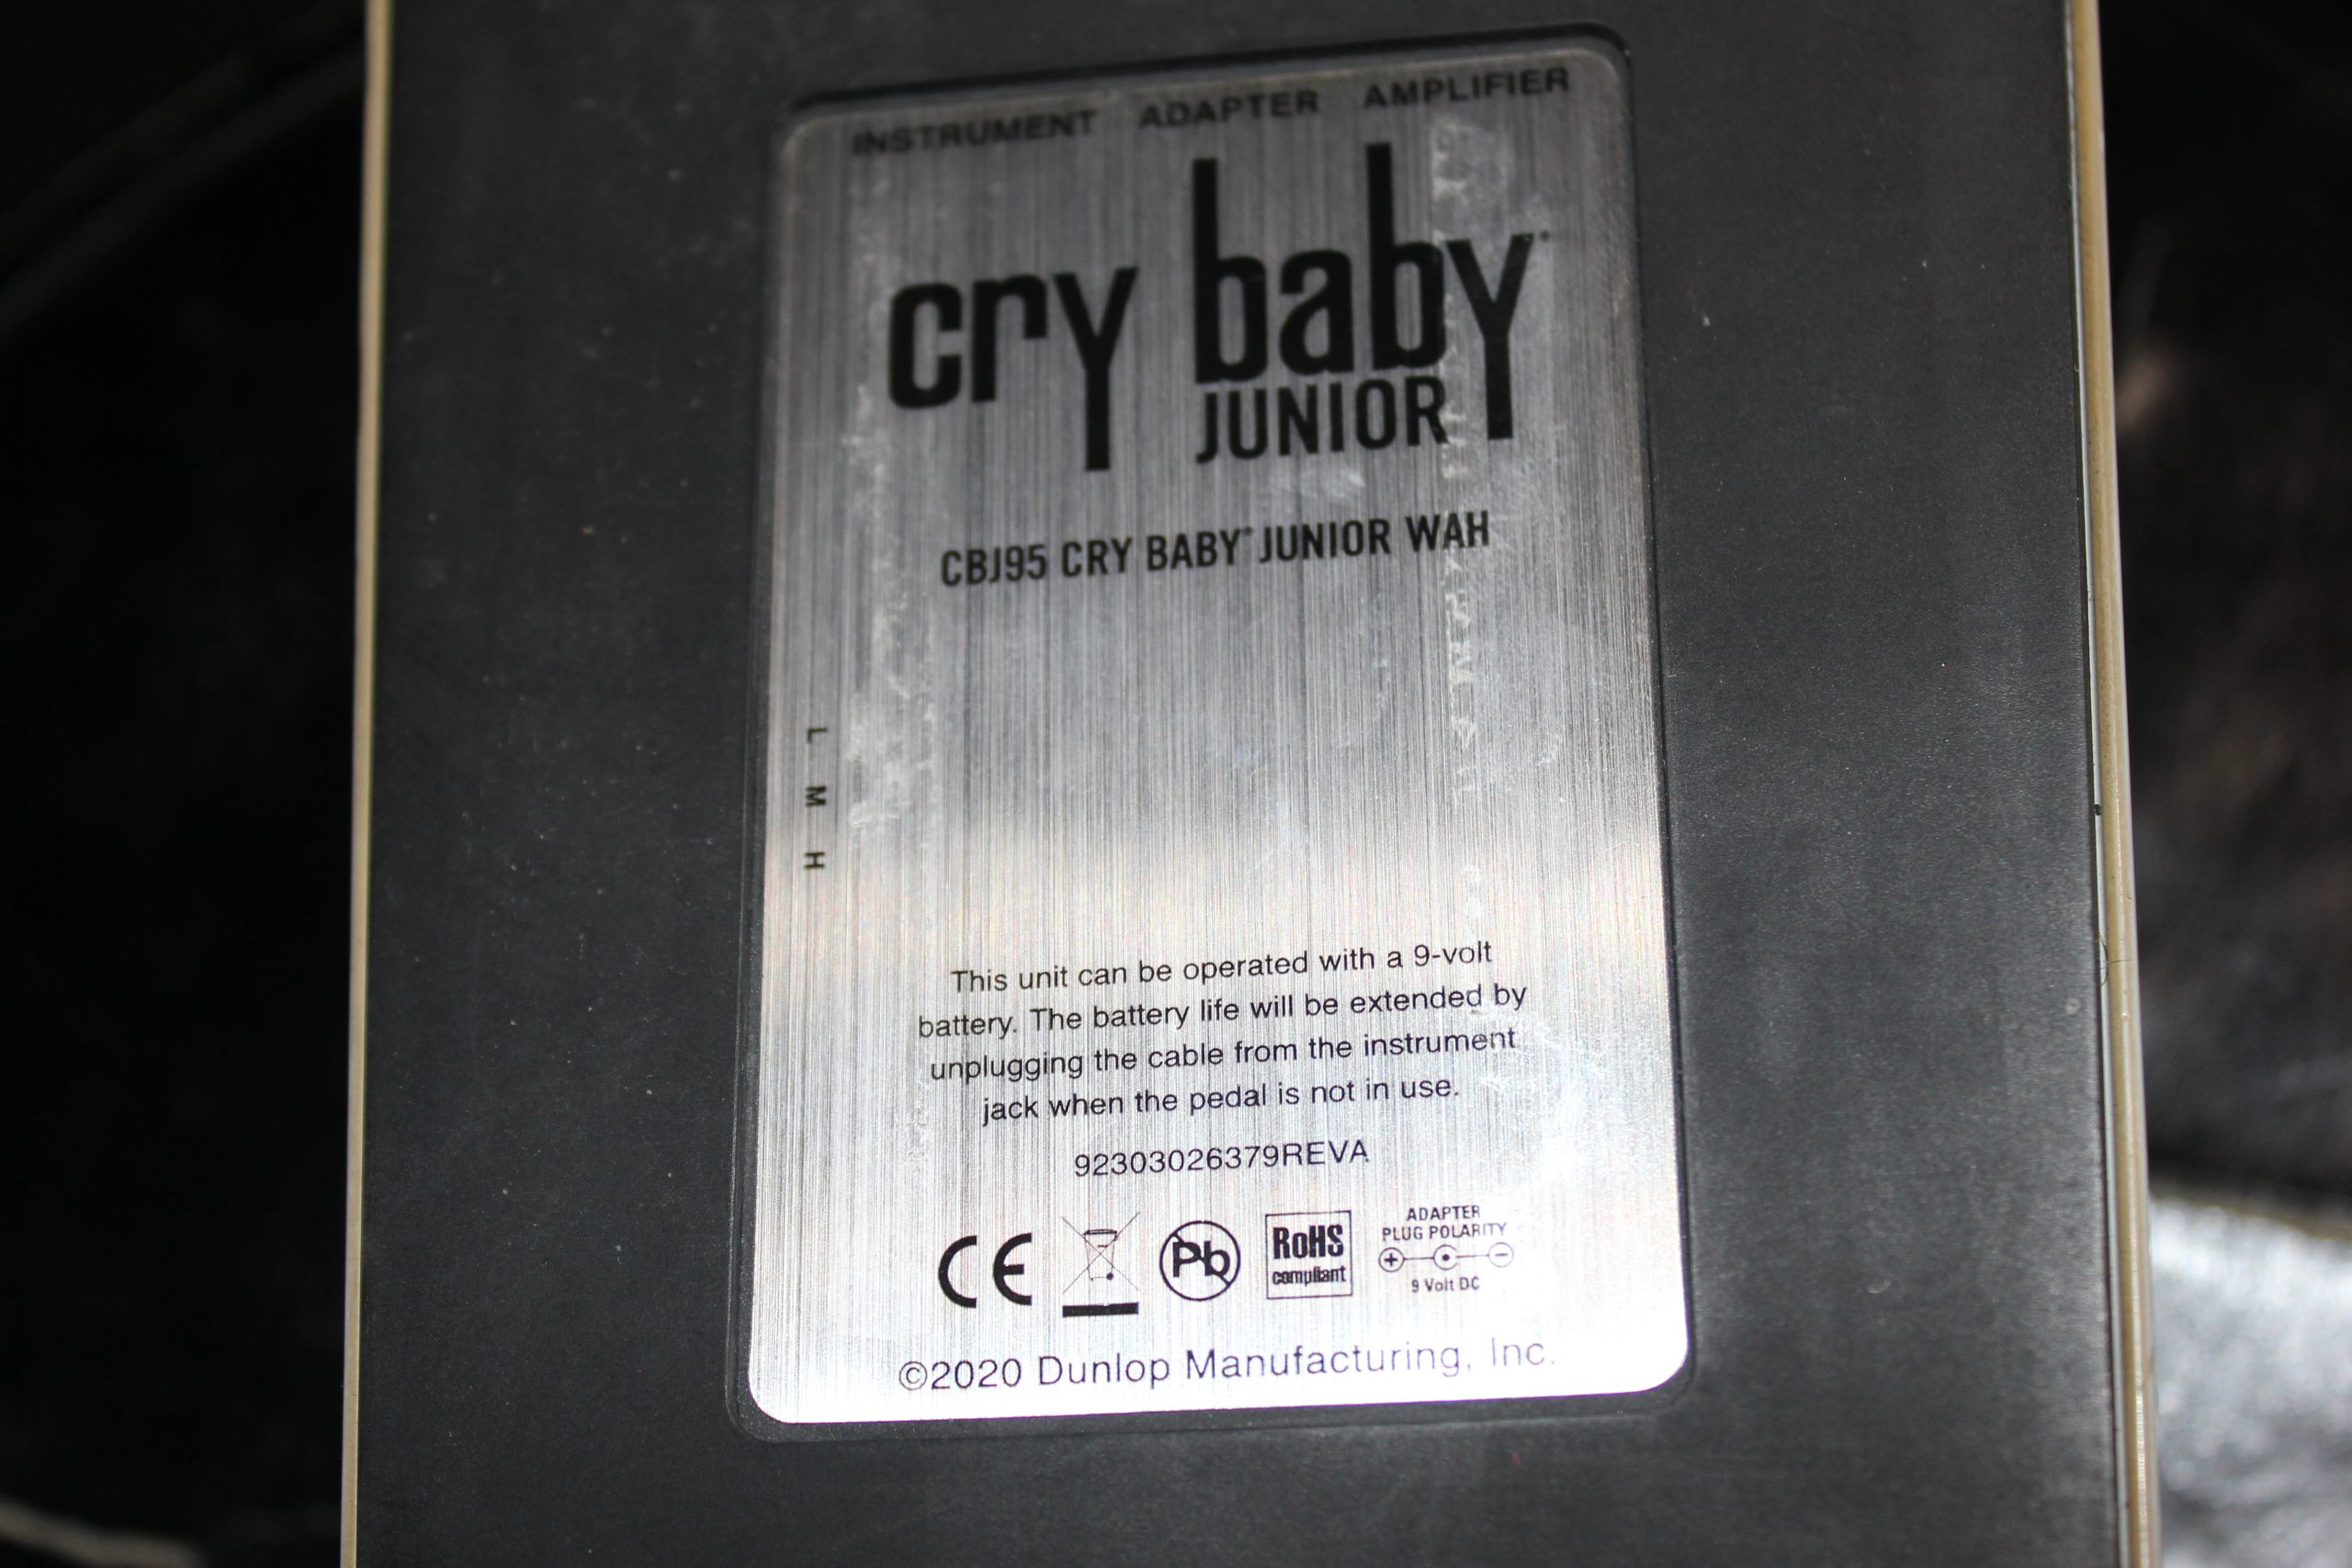 INSTRUMENT ADAPTER AMPLIFIER
cry baby
JUNIOR
CBJ95 CRY BABY JUNIOR WAH
L M H
This unit can be operated with a 9-volt
battery. The battery life will be extended by
unplugging the cable from the instrument
jack when the pedal is not in use.
92303026379REVA
CE
Pb
RoHS
compliant
ADAPTER
PLUG POLARITY
+ −
9 Volt DC
©2020 Dunlop Manufacturing, Inc.